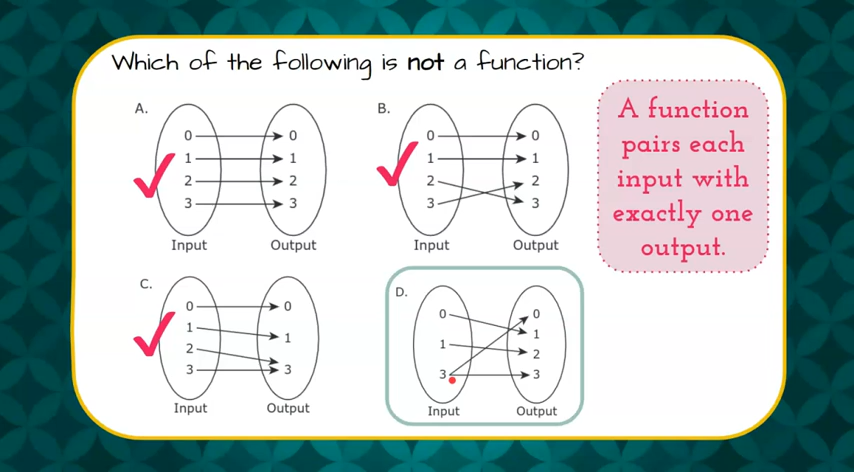 Which of the following is not a function?
A.
0 0
1 1
2 2
3 3
Input Output
B.
0 0
1 1
2 2
3 3
Input Output
C.
0 0
1 1
2
3 3
Input Output
D.
0 0
1
1 2
3 3
Input Output
A function
pairs each
input with
exactly one
output.